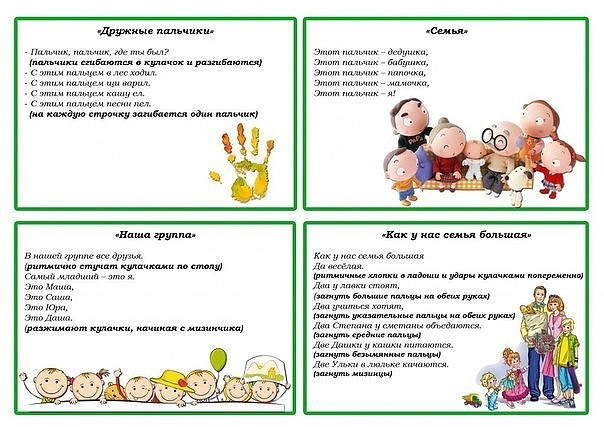 «Дружные пальчики»
- Пальчик, пальчик, где ты был?
(пальчики сгибаются в кулачок и разгибаются)
- С этим пальцем в лес ходил.
- С этим пальцем щи варил.
- С этим пальцем кашу ел.
- С этим пальцем песни пел.
(на каждую строчку загибается один пальчик)
«Семья»
Этот пальчик – дедушка,
Этот пальчик – бабушка,
Этот пальчик – папочка,
Этот пальчик – мамочка,
Этот пальчик – я!
«Наша группа»
В нашей группе все друзья.
(ритмично стучат кулачками по столу)
Самый младший – это я.
Это Маша,
Это Саша,
Это Юра,
Это Даша.
(разжимают кулачки, начиная с мизинчика)
«Как у нас семья большая»
Как у нас семья большая
Да весёлая.
(ритмичные хлопки в ладоши и удары кулачками попеременно)
Два у лавки стоят,
(загнуть большие пальцы на обеих руках)
Два учиться хотят,
(загнуть указательные пальцы на обеих руках)
Два Степана у сметаны объедаются.
(загнуть средние пальцы)
Две Дашки у кашки питаются.
(загнуть безымянные пальцы)
Две Ульки в люльке качаются.
(загнуть мизинцы)